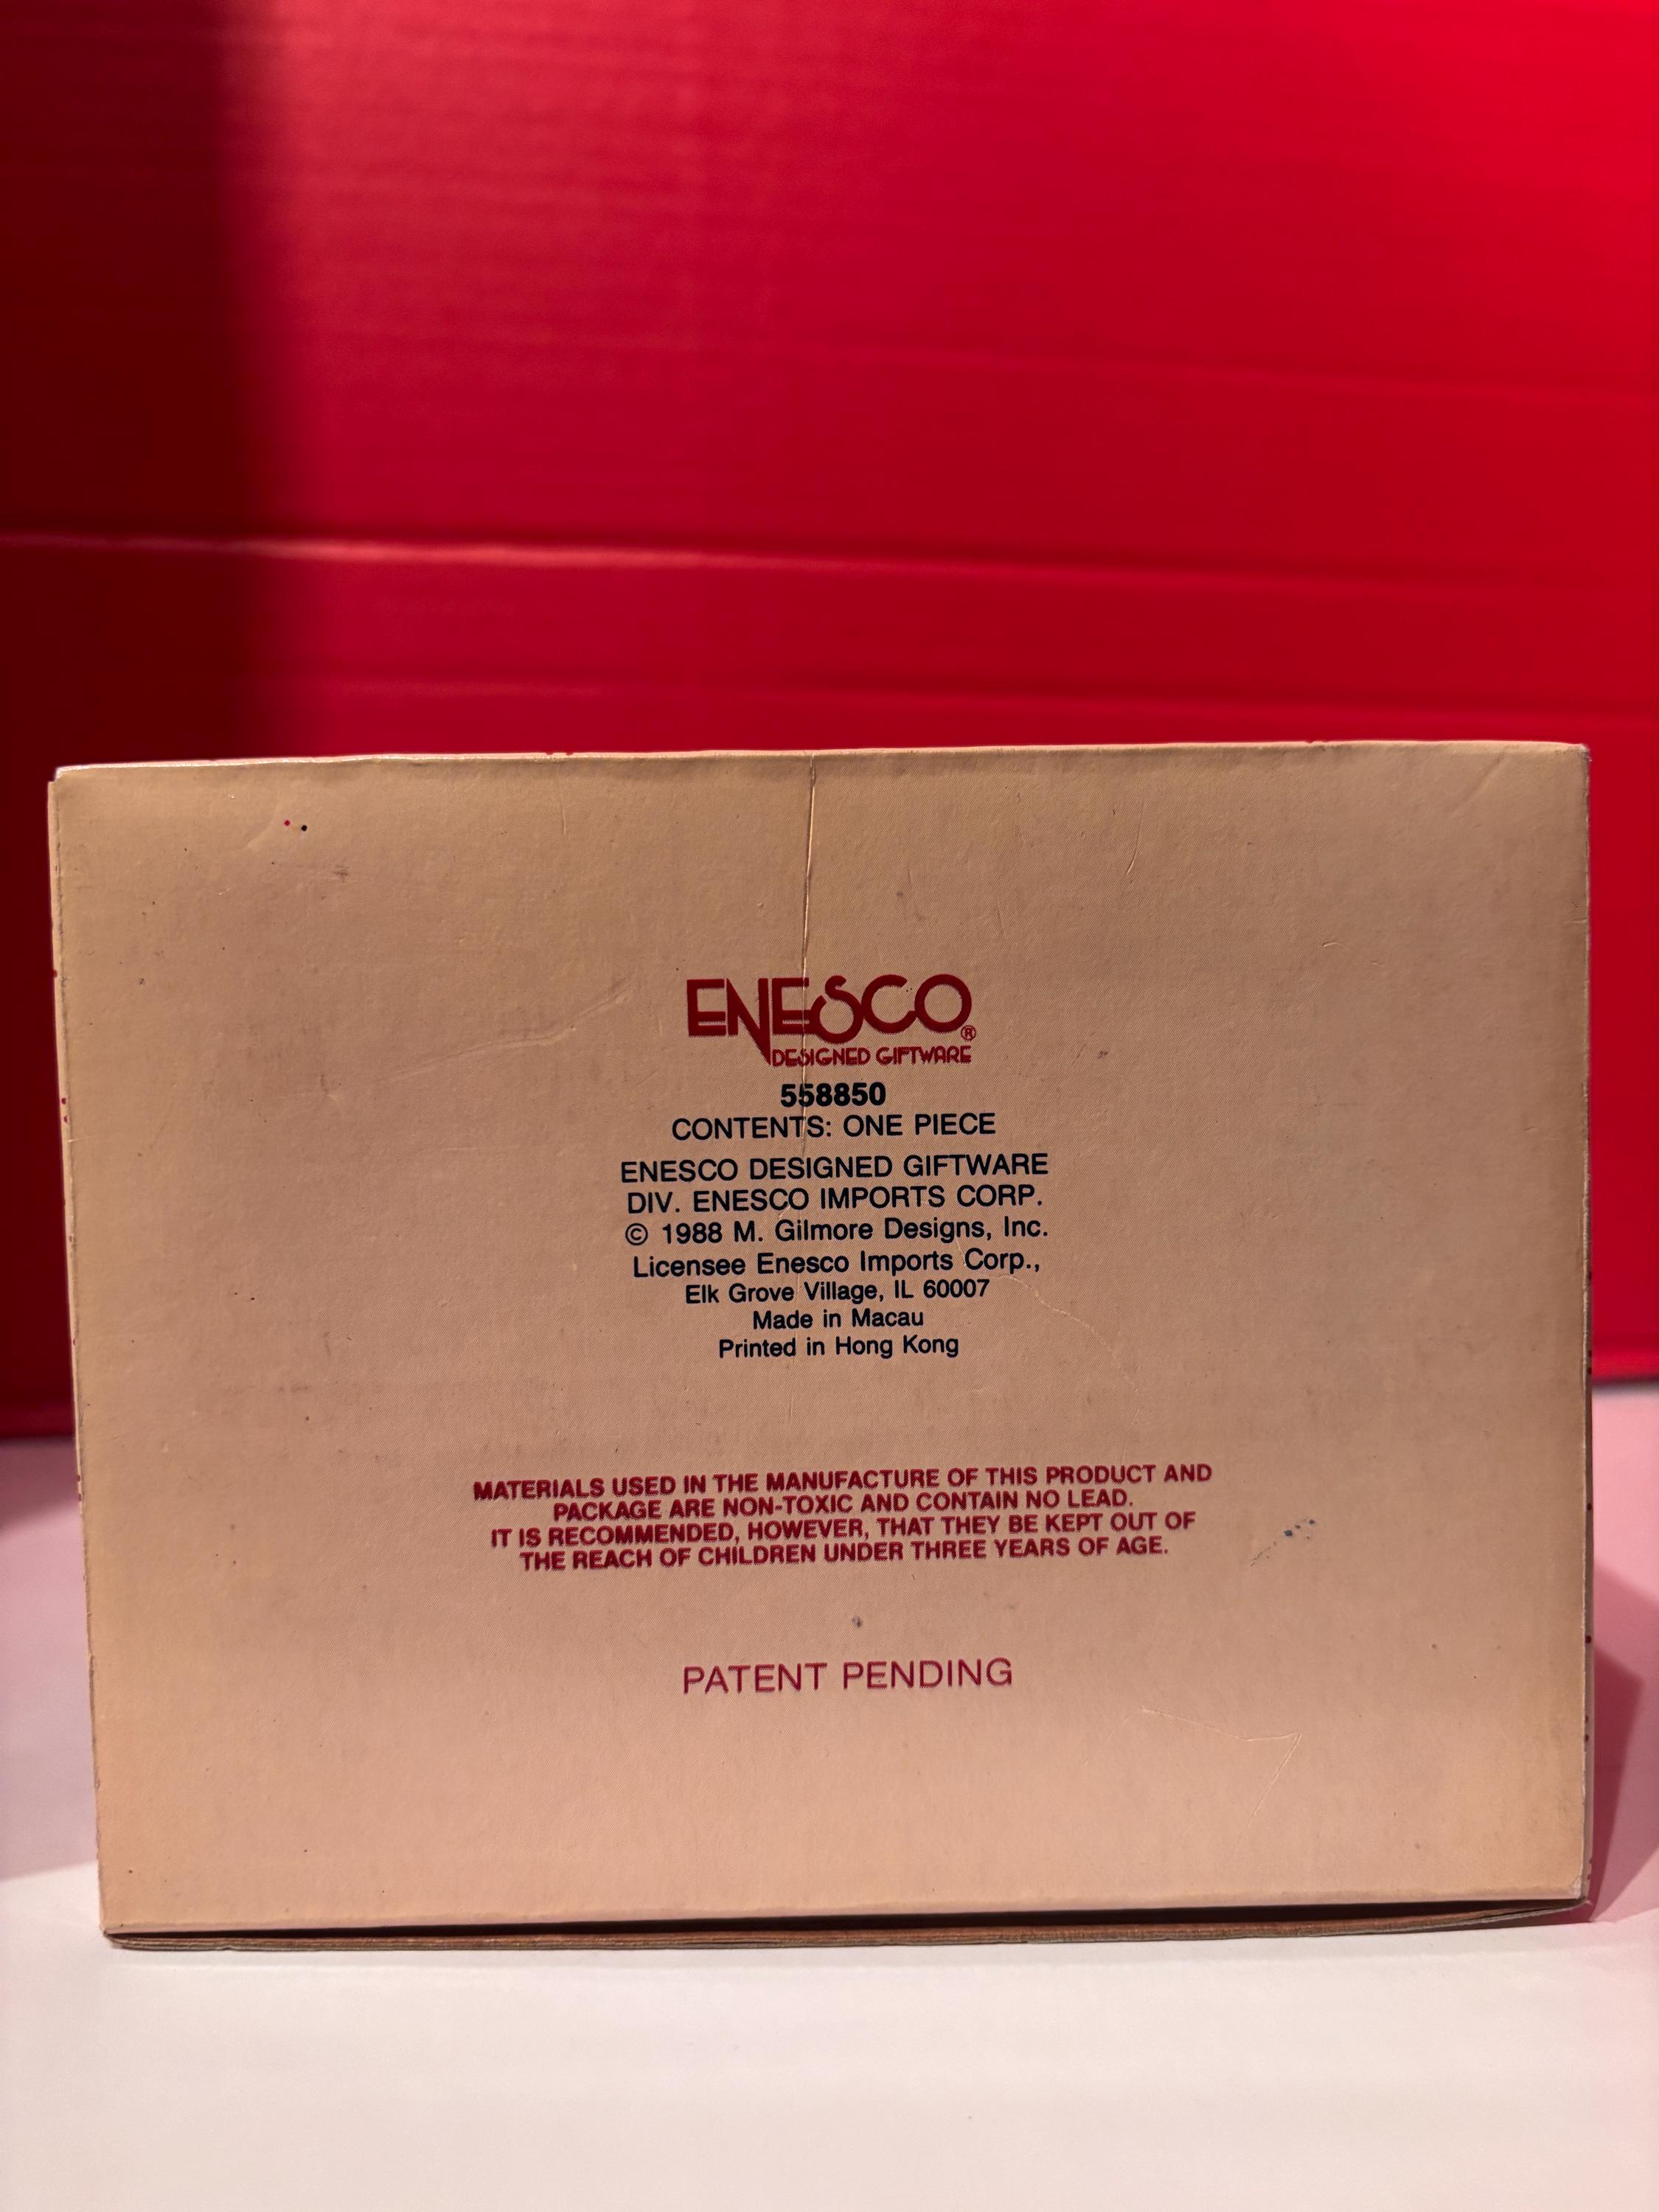 ENESCO®
DESIGNED GIFTWARE
558850
CONTENTS: ONE PIECE
ENESCO DESIGNED GIFTWARE
DIV. ENESCO IMPORTS CORP.
© 1988 M. Gilmore Designs, Inc.
Licensee Enesco Imports Corp.,
Elk Grove Village, IL 60007
Made in Macau
Printed in Hong Kong
MATERIALS USED IN THE MANUFACTURE OF THIS PRODUCT AND
PACKAGE ARE NON-TOXIC AND CONTAIN NO LEAD.
IT IS RECOMMENDED, HOWEVER, THAT THEY BE KEPT OUT OF
THE REACH OF CHILDREN UNDER THREE YEARS OF AGE.
PATENT PENDING